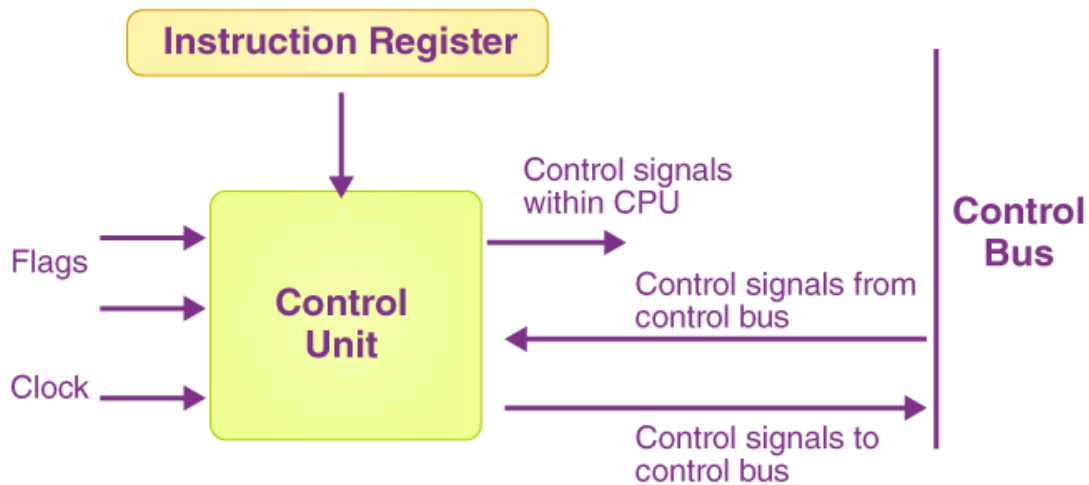 Instruction Register
Control signals
within CPU
Control
Bus
Flags
Control
Unit
Control signals from
control bus
Clock
Control signals to
control bus